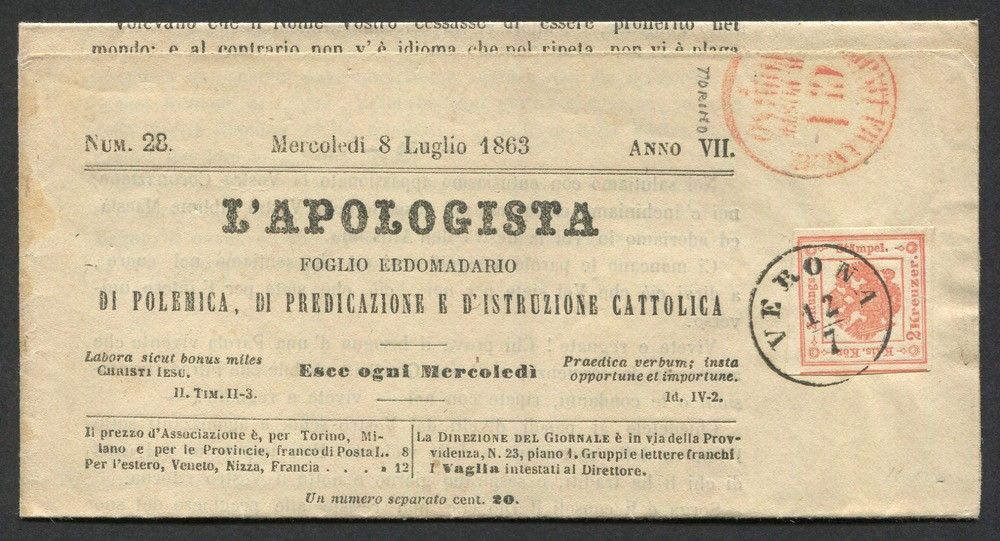 Volevano che il Nome Vostro cessasse di essere proferito nel
mondo: e al contrario non v'è idioma che nol ripeta, non vi è plaga
TORINO
NUM. 28. Mercoledì 8 Luglio 1863 ANNO VII.
L'APOLOGISTA
FOGLIO EBDOMADARIO
DI POLEMICA, DI PREDICAZIONE E D'ISTRUZIONE CATTOLICA
Labora sicut bonus miles
CHRISTI IESU.
II. TIM. II-3.
Esce ogni Mercoledì
Praedica verbum; insta
opportune et importune.
Id. IV-2.
Il prezzo d'Associazione è, per Torino, Mi-
lano e per le Provincie, franco di Posta L. 8
Per l'estero, Veneto, Nizza, Francia . . . . » 12
La DIREZIONE DEL GIORNALE è in via della Prov-
videnza, N. 23, piano 1. Gruppi e lettere franchi.
I Vaglia intestati al Direttore.
Un numero separato cent. 20.
VERONA
12
7
Stämpel.
2 Kreuzer.